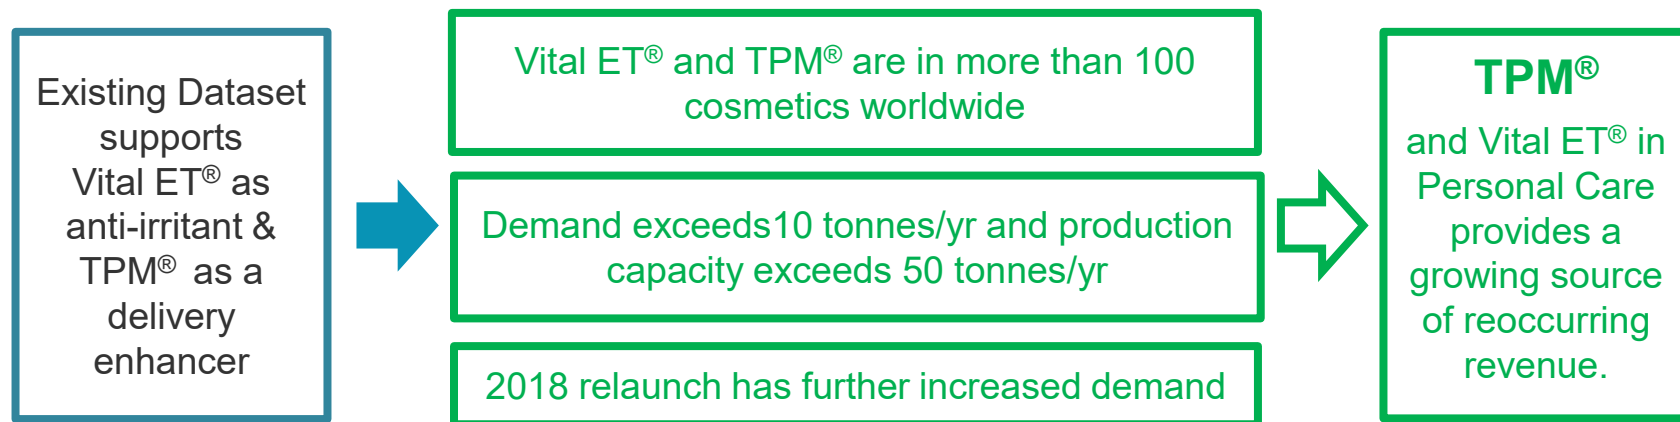 Existing Dataset
supports
Vital ET® as
anti-irritant &
TPM® as a
delivery
enhancer
Vital ET® and TPM® are in more than 100
cosmetics worldwide
Demand exceeds10 tonnes/yr and production
capacity exceeds 50 tonnes/yr
2018 relaunch has further increased demand
TPM®
and Vital ET® in
Personal Care
provides a
growing source
of reoccurring
revenue.